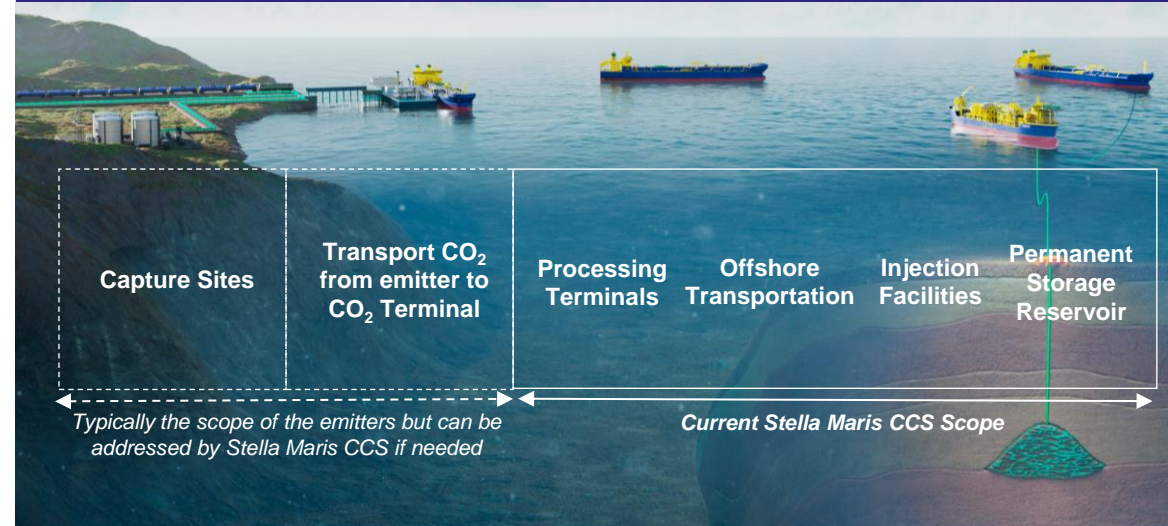 Capture Sites
Transport CO₂
from emitter to
CO₂ Terminal
Processing
Terminals
Offshore
Transportation
Injection
Facilities
Permanent
Storage
Reservoir
Typically the scope of the emitters but can be
addressed by Stella Maris CCS if needed
Current Stella Maris CCS Scope